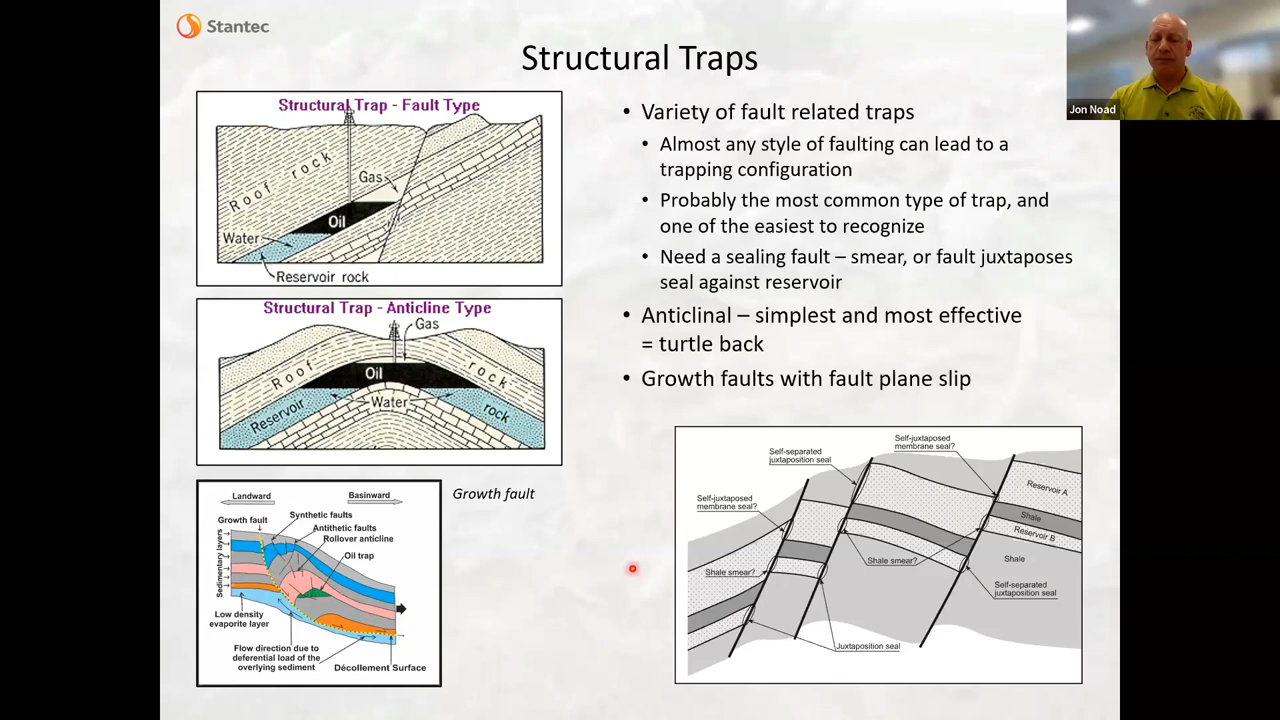 Stantec
Structural Traps
Jon Noad
Structural Trap - Fault Type
Roof rock
Gas
Oil
Water
Reservoir rock
Structural Trap - Anticline Type
Gas
Roof rock
Oil
Water
Reservoir rock
Landward
Basinward
Growth fault
Synthetic faults
Antithetic faults
Rollover anticline
Oil trap
Sedimentary layers
Low density
evaporite layer
Flow direction due to
deferential load of the
overlying sediment
Décollement Surface
Growth fault
• Variety of fault related traps
• Almost any style of faulting can lead to a
trapping configuration
• Probably the most common type of trap, and
one of the easiest to recognize
• Need a sealing fault – smear, or fault juxtaposes
seal against reservoir
• Anticlinal – simplest and most effective
= turtle back
• Growth faults with fault plane slip
Self-juxtaposed
membrane seal?
Self-separated
juxtaposition seal
Self-juxtaposed
membrane seal?
Reservoir A
Shale
Reservoir B
Shale
Shale smear?
Shale smear?
Self-separated
juxtaposition seal
Juxtaposition seal